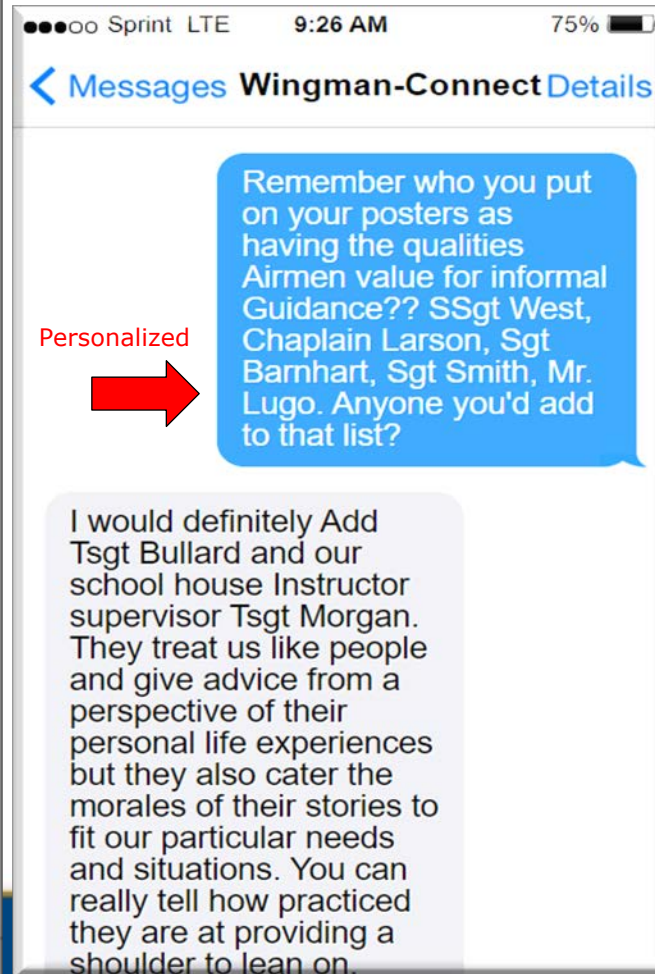 Sprint LTE 9:26 AM 75%
Messages Wingman-Connect Details
Remember who you put
on your posters as
having the qualities
Airmen value for informal
Guidance?? SSgt West,
Chaplain Larson, Sgt
Barnhart, Sgt Smith, Mr.
Lugo. Anyone you'd add
to that list?
Personalized
I would definitely Add
Tsgt Bullard and our
school house Instructor
supervisor Tsgt Morgan.
They treat us like people
and give advice from a
perspective of their
personal life experiences
but they also cater the
morales of their stories to
fit our particular needs
and situations. You can
really tell how practiced
they are at providing a
shoulder to lean on.